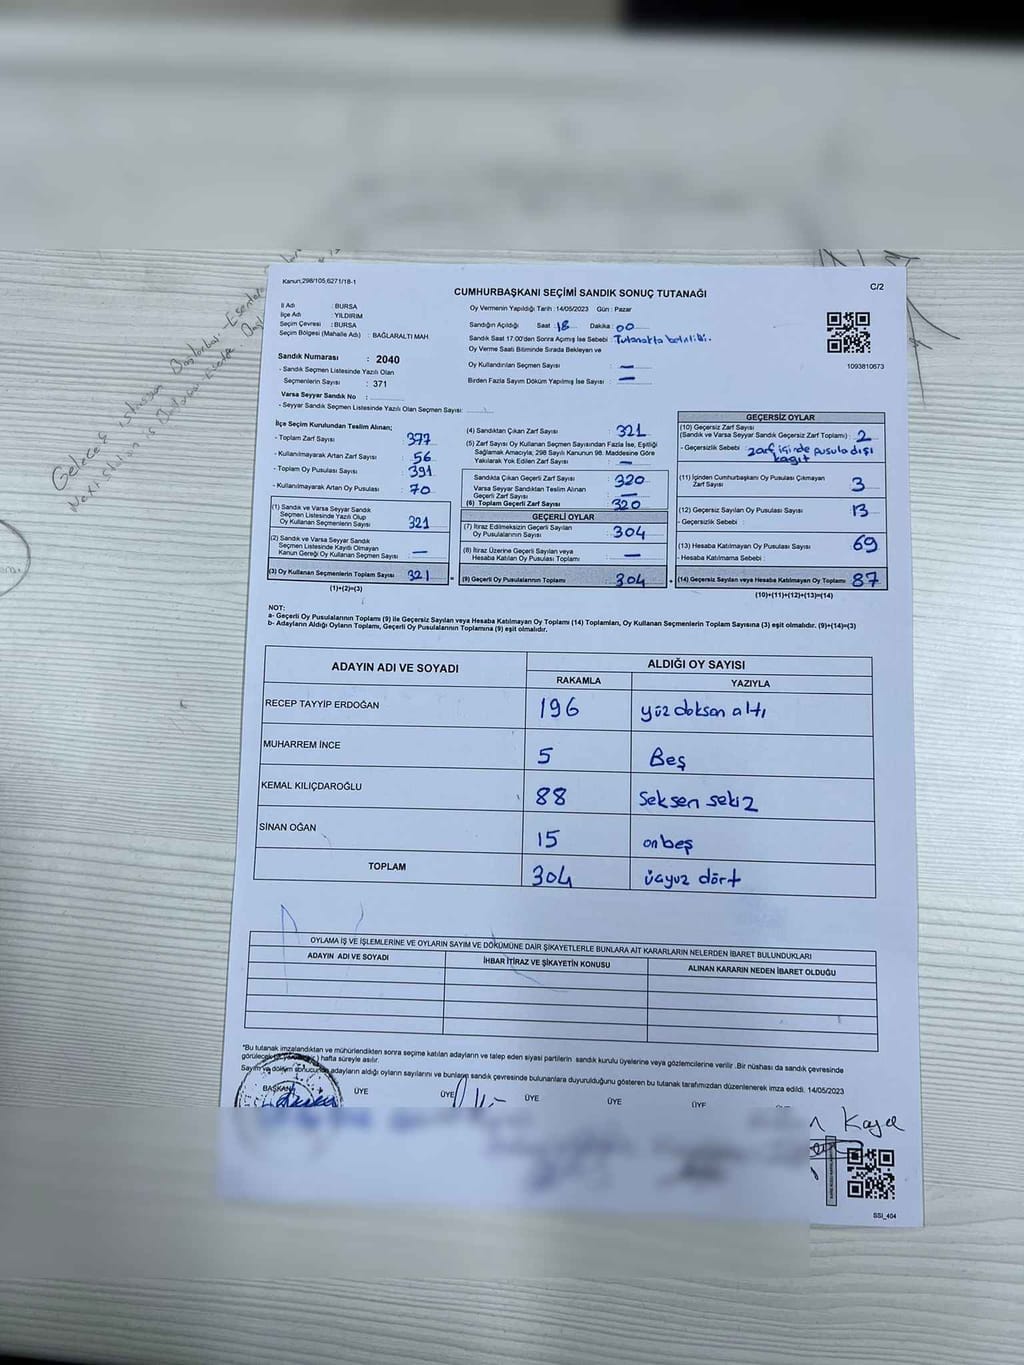 Kanun,298/105,6271/18-1
C/2
CUMHURBAŞKANI SEÇİMİ SANDIK SONUÇ TUTANAĞI
İl Adı : BURSA
İlçe Adı : YILDIRIM
Seçim Çevresi : BURSA
Seçim Bölgesi (Mahalle Adı) : BAĞLARALTI MAH
Sandık Numarası : 2040
- Sandık Seçmen Listesinde Yazılı Olan
Seçmenlerin Sayısı : 371
Varsa Seyyar Sandık No :
- Seyyar Sandık Seçmen Listesinde Yazılı Olan Seçmen Sayısı:
Oy Vermenin Yapıldığı Tarih : 14/05/2023 Gün : Pazar
Sandığın Açıldığı Saat : 18 Dakika : 00
Sandık Saat 17:00'den Sonra Açılmış İse Sebebi : Tutanakta belirtildi.
Oy Verme Saati Bitiminde Sırada Bekleyen ve
Oy Kullandırılan Seçmen Sayısı : —
Birden Fazla Sayım Döküm Yapılmış İse Sayısı : —
1093810673
İlçe Seçim Kurulundan Teslim Alınan;
- Toplam Zarf Sayısı : 377
- Kullanılmayarak Artan Zarf Sayısı : 56
- Toplam Oy Pusulası Sayısı : 391
- Kullanılmayarak Artan Oy Pusulası : 70
(1) Sandık ve Varsa Seyyar Sandık
Seçmen Listesinde Yazılı Olup
Oy Kullanan Seçmenlerin Sayısı : 321
(2) Sandık ve Varsa Seyyar Sandık
Seçmen Listesinde Kayıtlı Olmayan
Kanun Gereği Oy Kullanan Seçmen Sayısı : —
(3) Oy Kullanan Seçmenlerin Toplam Sayısı : 321
(1)+(2)=(3)
(4) Sandıktan Çıkan Zarf Sayısı : 321
(5) Zarf Sayısı Oy Kullanan Seçmen Sayısından Fazla İse, Eşitliği
Sağlamak Amacıyla; 298 Sayılı Kanunun 98. Maddesine Göre
Yakılarak Yok Edilen Zarf Sayısı : —
Sandıkta Çıkan Geçerli Zarf Sayısı : 320
Varsa Seyyar Sandıktan Teslim Alınan
Geçerli Zarf Sayısı : —
(6) Toplam Geçerli Zarf Sayısı : 320
GEÇERLİ OYLAR
(7) İtiraz Edilmeksizin Geçerli Sayılan
Oy Pusulalarının Sayısı : 304
(8) İtiraz Üzerine Geçerli Sayılan veya
Hesaba Katılan Oy Pusulası Toplamı : —
(9) Geçerli Oy Pusulalarının Toplamı : 304
GEÇERSİZ OYLAR
(10) Geçersiz Zarf Sayısı
(Sandık ve Varsa Seyyar Sandık Geçersiz Zarf Toplamı) : 2
- Geçersizlik Sebebi : zarf içinde pusula dışı
kağıt
(11) İçinden Cumhurbaşkanı Oy Pusulası Çıkmayan
Zarf Sayısı : 3
(12) Geçersiz Sayılan Oy Pusulası Sayısı : 13
- Geçersizlik Sebebi :
(13) Hesaba Katılmayan Oy Pusulası Sayısı : 69
- Hesaba Katılmama Sebebi :
(14) Geçersiz Sayılan veya Hesaba Katılmayan Oy Toplamı : 87
(10)+(11)+(12)+(13)=(14)
NOT:
a- Geçerli Oy Pusulalarının Toplamı (9) ile Geçersiz Sayılan veya Hesaba Katılmayan Oy Toplamı (14) Toplamları, Oy Kullanan Seçmenlerin Toplam Sayısına (3) eşit olmalıdır. (9)+(14)=(3)
b- Adayların Aldığı Oyların Toplamı, Geçerli Oy Pusulalarının Toplamına (9) eşit olmalıdır.
ADAYIN ADI VE SOYADI ALDIĞI OY SAYISI
RAKAMLA YAZIYLA
RECEP TAYYİP ERDOĞAN 196 yüz doksan altı
MUHARREM İNCE 5 Beş
KEMAL KILIÇDAROĞLU 88 Seksen sekiz
SİNAN OĞAN 15 onbeş
TOPLAM 304 üçyüz dört
OYLAMA İŞ VE İŞLEMLERİNE VE OYLARIN SAYIM VE DÖKÜMÜNE DAİR ŞİKAYETLERLE BUNLARA AİT KARARLARIN NELERDEN İBARET BULUNDUKLARI
ADAYIN ADI VE SOYADI İHBAR İTİRAZ VE ŞİKAYETİN KONUSU ALINAN KARARIN NEDEN İBARET OLDUĞU
"Bu tutanak imzalandıktan ve mühürlendikten sonra seçime katılan adayların ve talep eden siyasi partilerin sandık kurulu üyelerine veya gözlemcilerine verilir .Bir nüshası da sandık çevresinde
görülecek hafta süreyle asılır.
Sayım ve döküm sonucunda adayların aldığı oyların sayılarını ve bunların sandık çevresinde bulunanlara duyurulduğunu gösteren bu tutanak tarafımızdan düzenlenerek imza edildi. 14/05/2023
BAŞKAN ÜYE ÜYE ÜYE ÜYE ÜYE
Kaya
SSI_404
Gelecek istasyon
Next station is